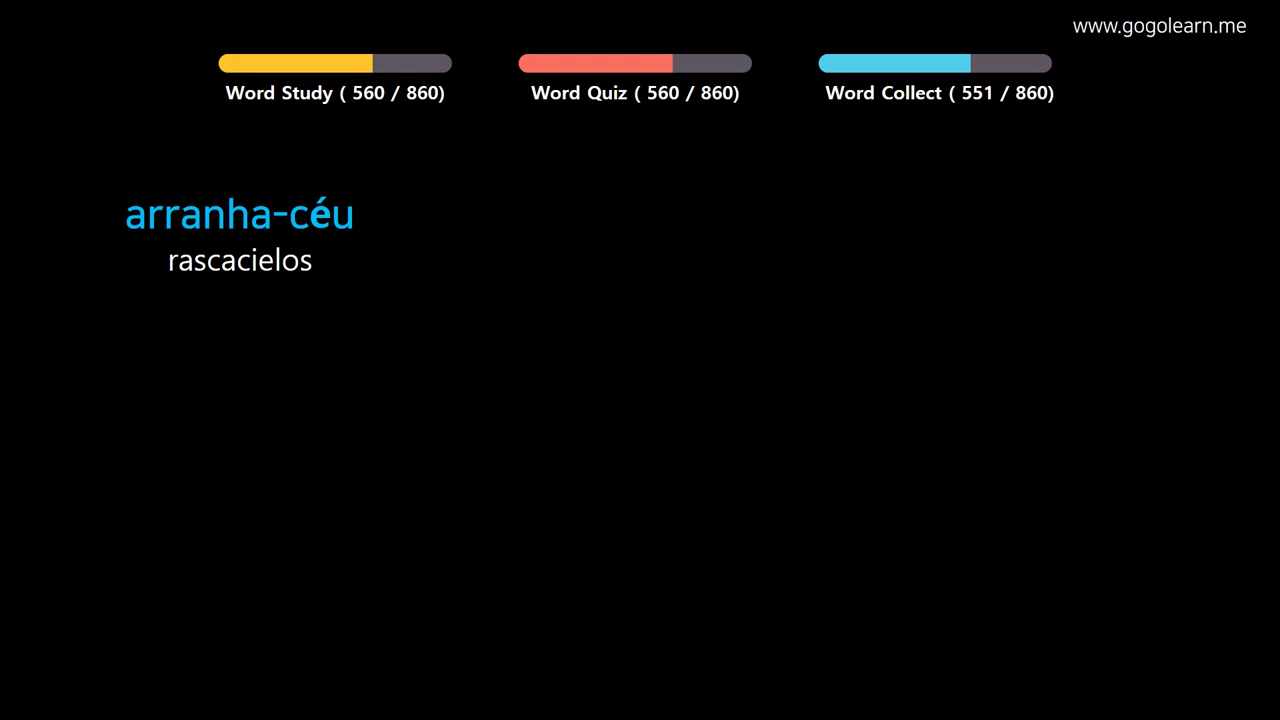 www.gogolearn.me
Word Study ( 560 / 860)
Word Quiz ( 560 / 860)
Word Collect ( 551 / 860)
arranha-céu
rascacielos